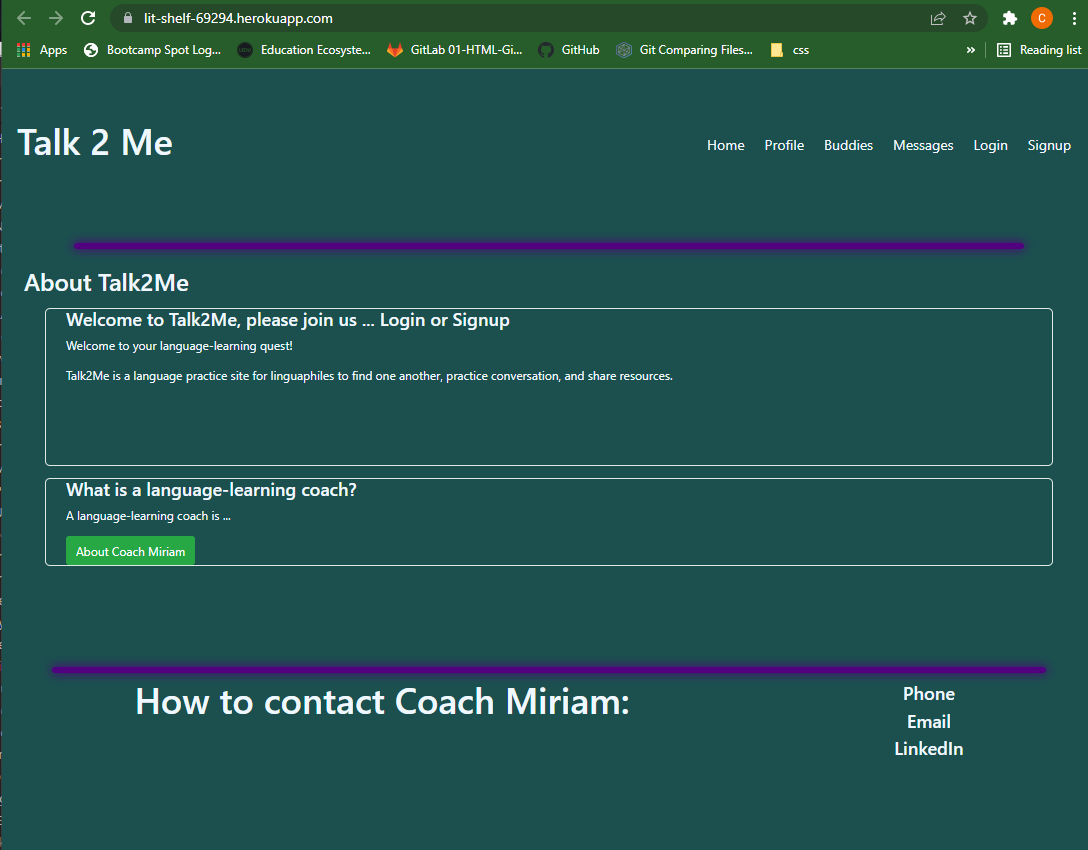 lit-shelf-69294.herokuapp.com
C
Apps Bootcamp Spot Log... Education Ecosyste... GitLab 01-HTML-Gi... GitHub Git Comparing Files... css » Reading list
Talk 2 Me
Home Profile Buddies Messages Login Signup
About Talk2Me
Welcome to Talk2Me, please join us ... Login or Signup
Welcome to your language-learning quest!
Talk2Me is a language practice site for linguaphiles to find one another, practice conversation, and share resources.
What is a language-learning coach?
A language-learning coach is ...
About Coach Miriam
How to contact Coach Miriam:
Phone
Email
LinkedIn